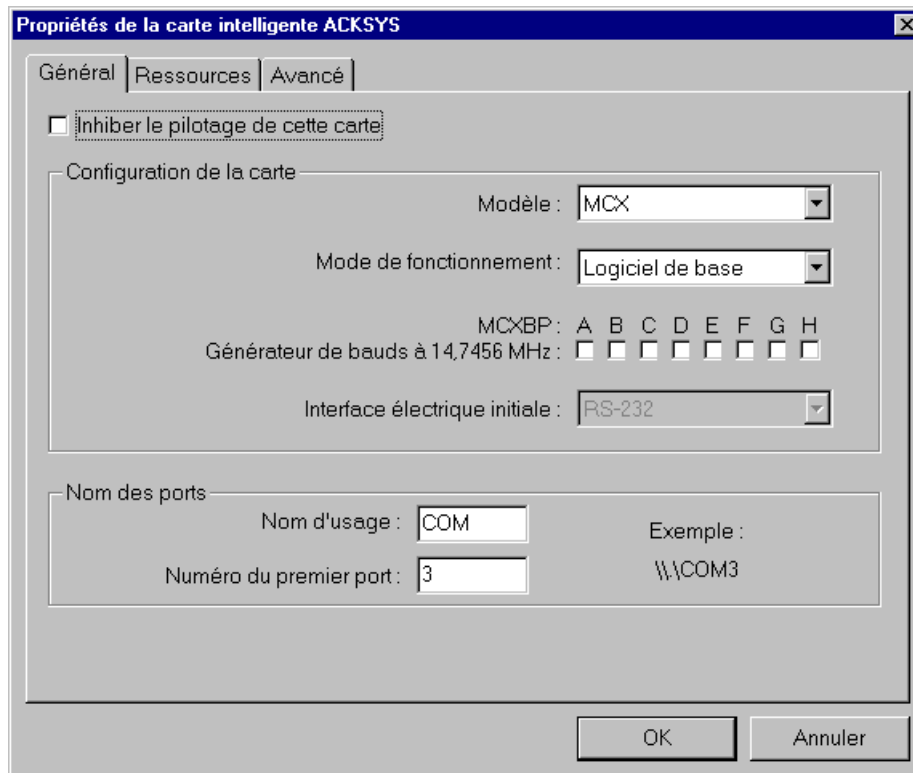 Propriétés de la carte intelligente ACKSYS
Général Ressources Avancé
Inhiber le pilotage de cette carte
Configuration de la carte
Modèle : MCX
Mode de fonctionnement : Logiciel de base
MCXBP : A B C D E F G H
Générateur de bauds à 14,7456 MHz :
Interface électrique initiale : RS-232
Nom des ports
Nom d'usage : COM Exemple :
Numéro du premier port : 3 \\.\COM3
OK Annuler